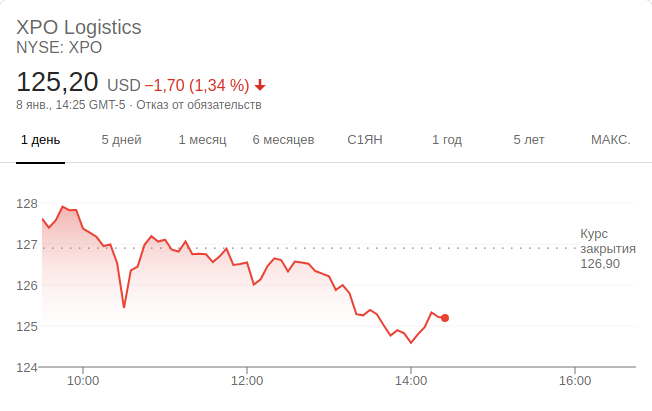 XPO Logistics
NYSE: XPO
125,20 USD −1,70 (1,34 %)
8 янв., 14:25 GMT-5 · Отказ от обязательств
1 день 5 дней 1 месяц 6 месяцев С1ЯН 1 год 5 лет МАКС.
128
127
126
125
124
Курс
закрытия
126,90
10:00 12:00 14:00 16:00